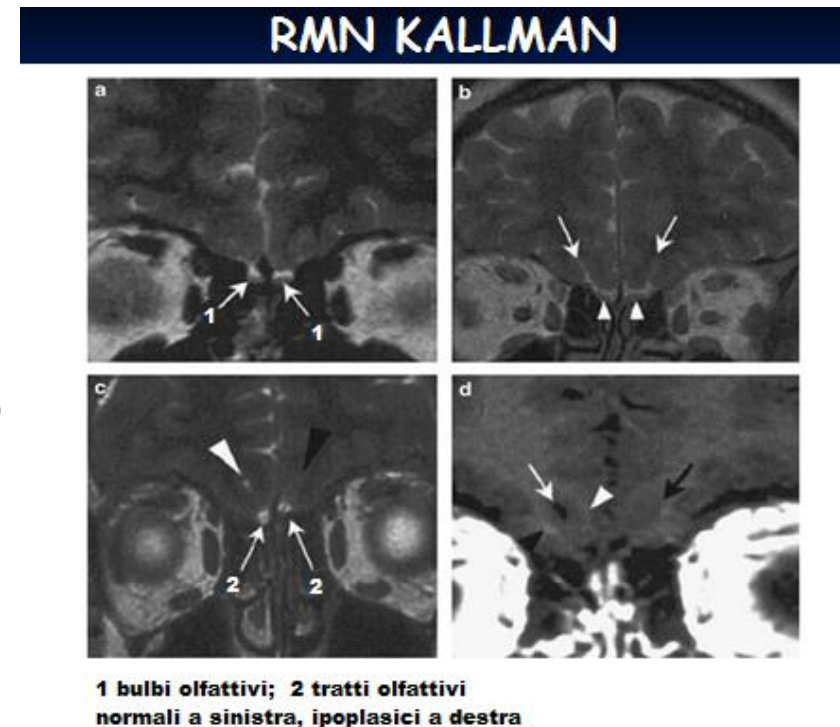 RMN KALLMAN
a
b
1
1
c
d
2
2
1 bulbi olfattivi; 2 tratti olfattivi
normali a sinistra, ipoplasici a destra